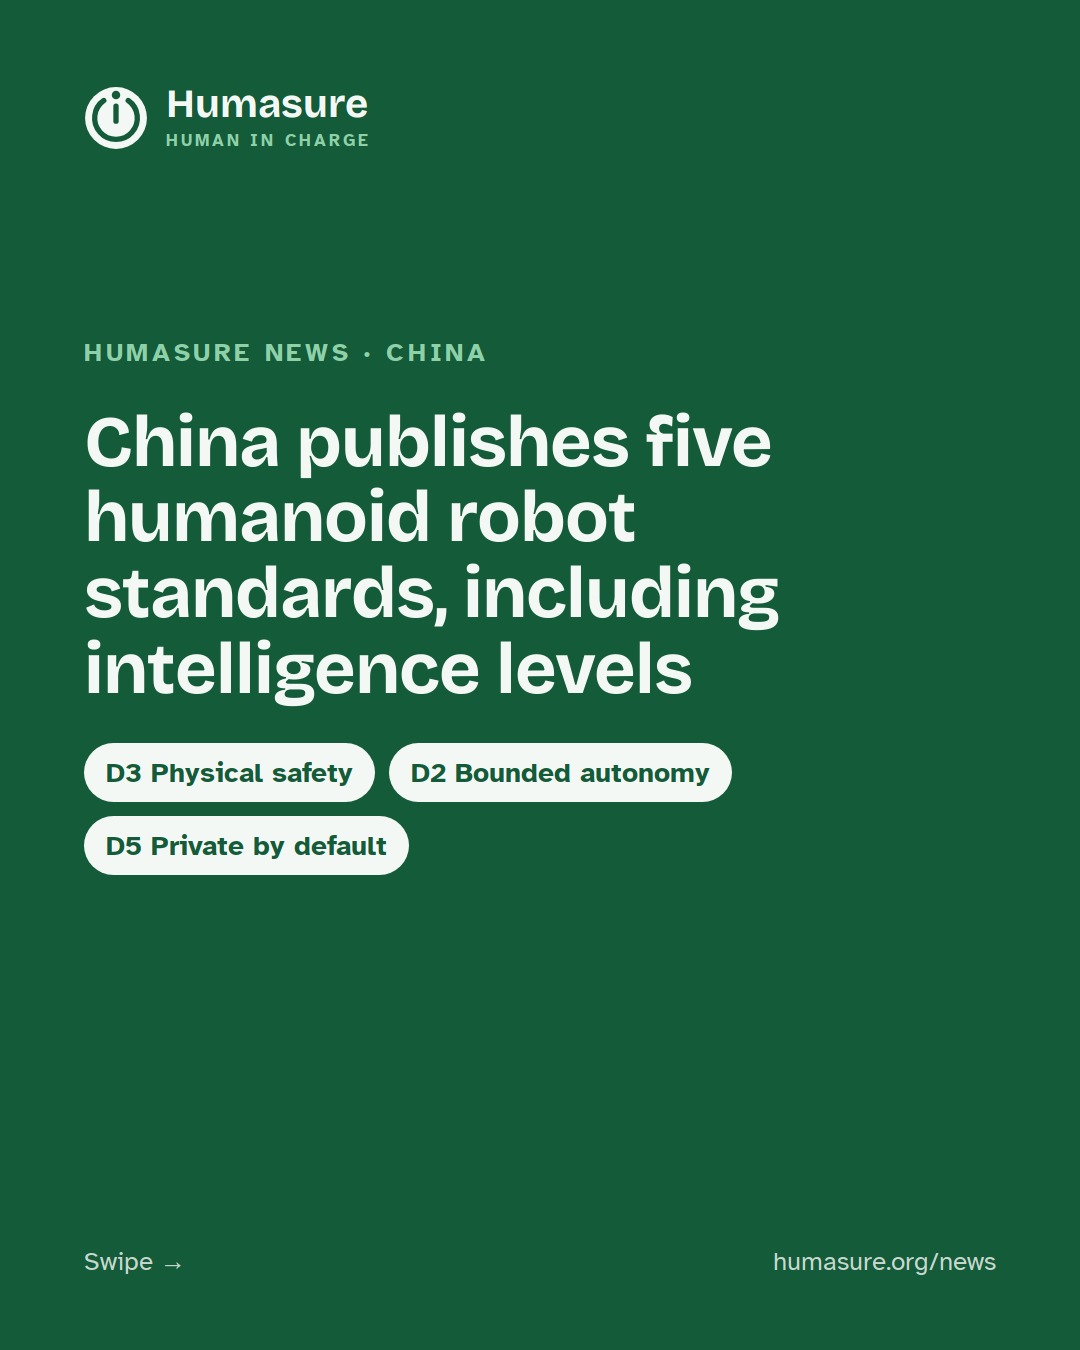 Humasure
HUMAN IN CHARGE
HUMASURE NEWS · CHINA
China publishes five
humanoid robot
standards, including
intelligence levels
D3 Physical safety
D2 Bounded autonomy
D5 Private by default
Swipe →
humasure.org/news